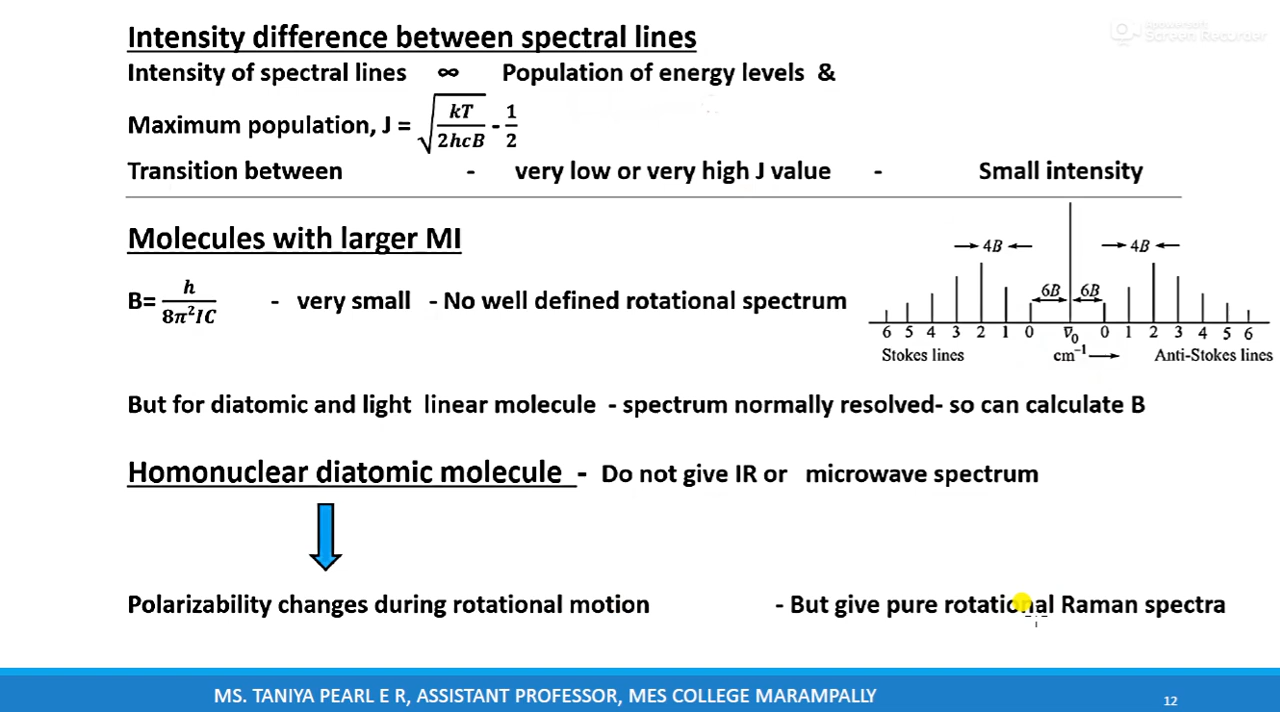 Apowersoft
Screen Recorder
Intensity difference between spectral lines
Intensity of spectral lines ∞ Population of energy levels &
Maximum population, J = √(kT/2hcB) - 1/2
Transition between - very low or very high J value - Small intensity
Molecules with larger MI
B= h/8π²IC - very small - No well defined rotational spectrum
4B 4B
6B 6B
6 5 4 3 2 1 0 ν̅₀ 0 1 2 3 4 5 6
Stokes lines cm⁻¹ Anti-Stokes lines
But for diatomic and light linear molecule - spectrum normally resolved- so can calculate B
Homonuclear diatomic molecule - Do not give IR or microwave spectrum
Polarizability changes during rotational motion - But give pure rotational Raman spectra
MS. TANIYA PEARL E R, ASSISTANT PROFESSOR, MES COLLEGE MARAMPALLY 12